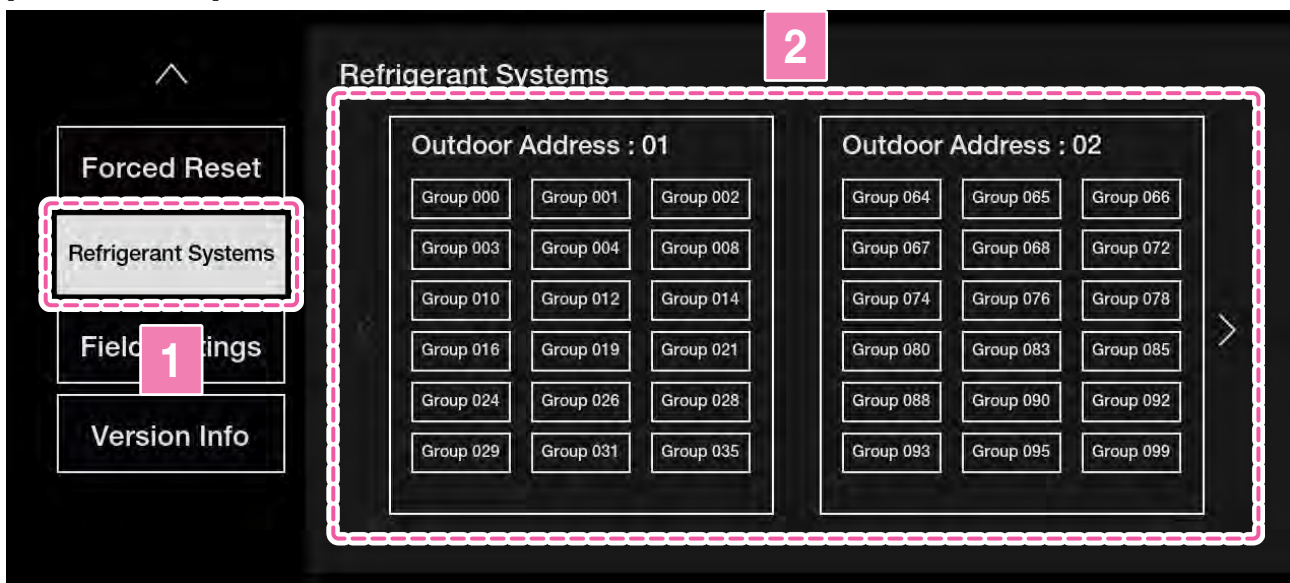 Forced Reset
Refrigerant Systems
1
Version Info
2
Refrigerant Systems
Outdoor Address : 01
Group 000 Group 001 Group 002
Group 003 Group 004 Group 008
Group 010 Group 012 Group 014
Group 016 Group 019 Group 021
Group 024 Group 026 Group 028
Group 029 Group 031 Group 035
Outdoor Address : 02
Group 064 Group 065 Group 066
Group 067 Group 068 Group 072
Group 074 Group 076 Group 078
Group 080 Group 083 Group 085
Group 088 Group 090 Group 092
Group 093 Group 095 Group 099